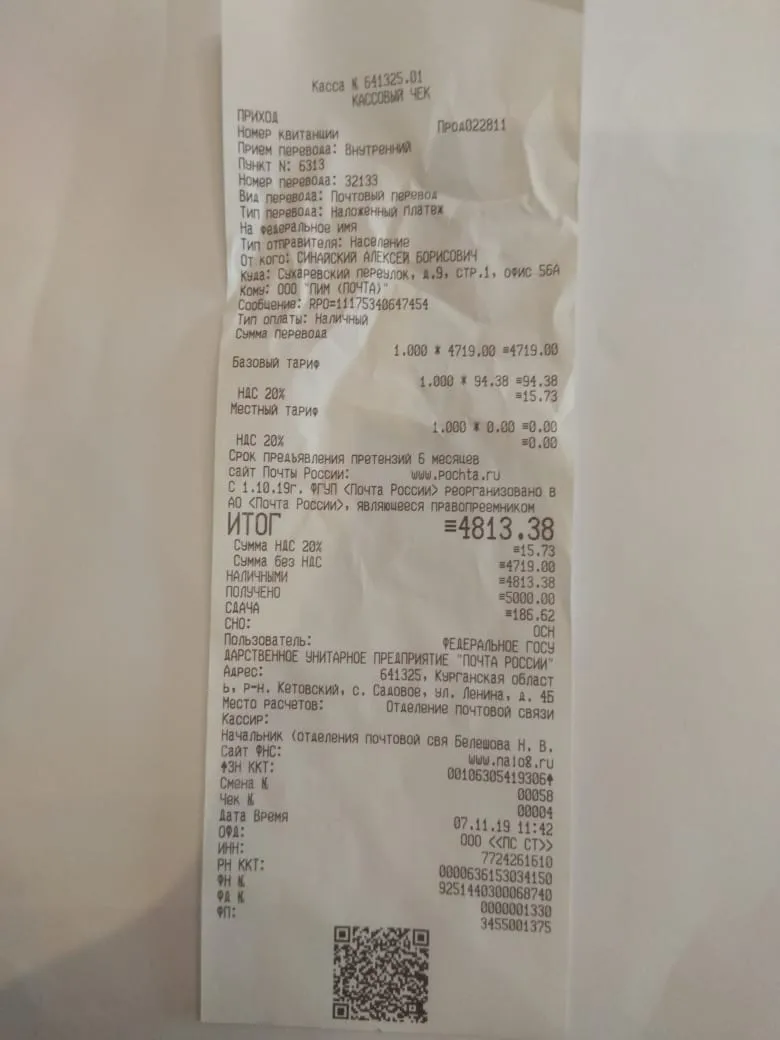 Касса № 641325.01
КАССОВЫЙ ЧЕК
ПРИХОД
Номер квитанции Прод022811
Прием перевода: Внутренний
Пункт N: 6313
Номер перевода: 32133
Вид перевода: Почтовый перевод
Тип перевода: Наложенный платеж
На федеральное имя
Тип отправителя: Население
От кого: СИНАЙСКИЙ АЛЕКСЕЙ БОРИСОВИЧ
Куда: Сухаревский переулок, д.9, СТР.1, офис 56А
Кому: ООО "ПИМ (ПОЧТА)"
Сообщение: RPO=11175340647454
Тип оплаты: Наличный
Сумма перевода
1.000 * 4719.00 ≡4719.00
Базовый тариф
1.000 * 94.38 ≡94.38
НДС 20% ≡15.73
Местный тариф
1.000 * 0.00 ≡0.00
НДС 20% ≡0.00
Срок предъявления претензий 6 месяцев
сайт Почты России: www.pochta.ru
С 1.10.19г. ФГУП <Почта России> реорганизовано в
АО <Почта России>, являющееся правопреемником
ИТОГ ≡4813.38
Сумма НДС 20% ≡15.73
Сумма без НДС ≡4719.00
НАЛИЧНЫМИ ≡4813.38
ПОЛУЧЕНО ≡5000.00
СДАЧА ≡186.62
СНО: ОСН
Пользователь: ФЕДЕРАЛЬНОЕ ГОСУ
ДАРСТВЕННОЕ УНИТАРНОЕ ПРЕДПРИЯТИЕ "ПОЧТА РОССИИ"
Адрес: 641325, Курганская област
ь, р-н. Кетовский, с. Садовое, ул. Ленина, д. 4Б
Место расчетов: Отделение почтовой связи
Кассир:
Начальник (отделения почтовой свя Белешова Н. В.
Сайт ФНС: www.nalog.ru
↑ЗН ККТ: 00106305419306↑
Смена № 00058
Чек № 00004
Дата Время 07.11.19 11:42
ОФД: ООО <<ПС СТ>>
ИНН: 7724261610
РН ККТ: 0000636153034150
ФН № 9251440300068740
ФД № 0000001330
ФП: 3455001375